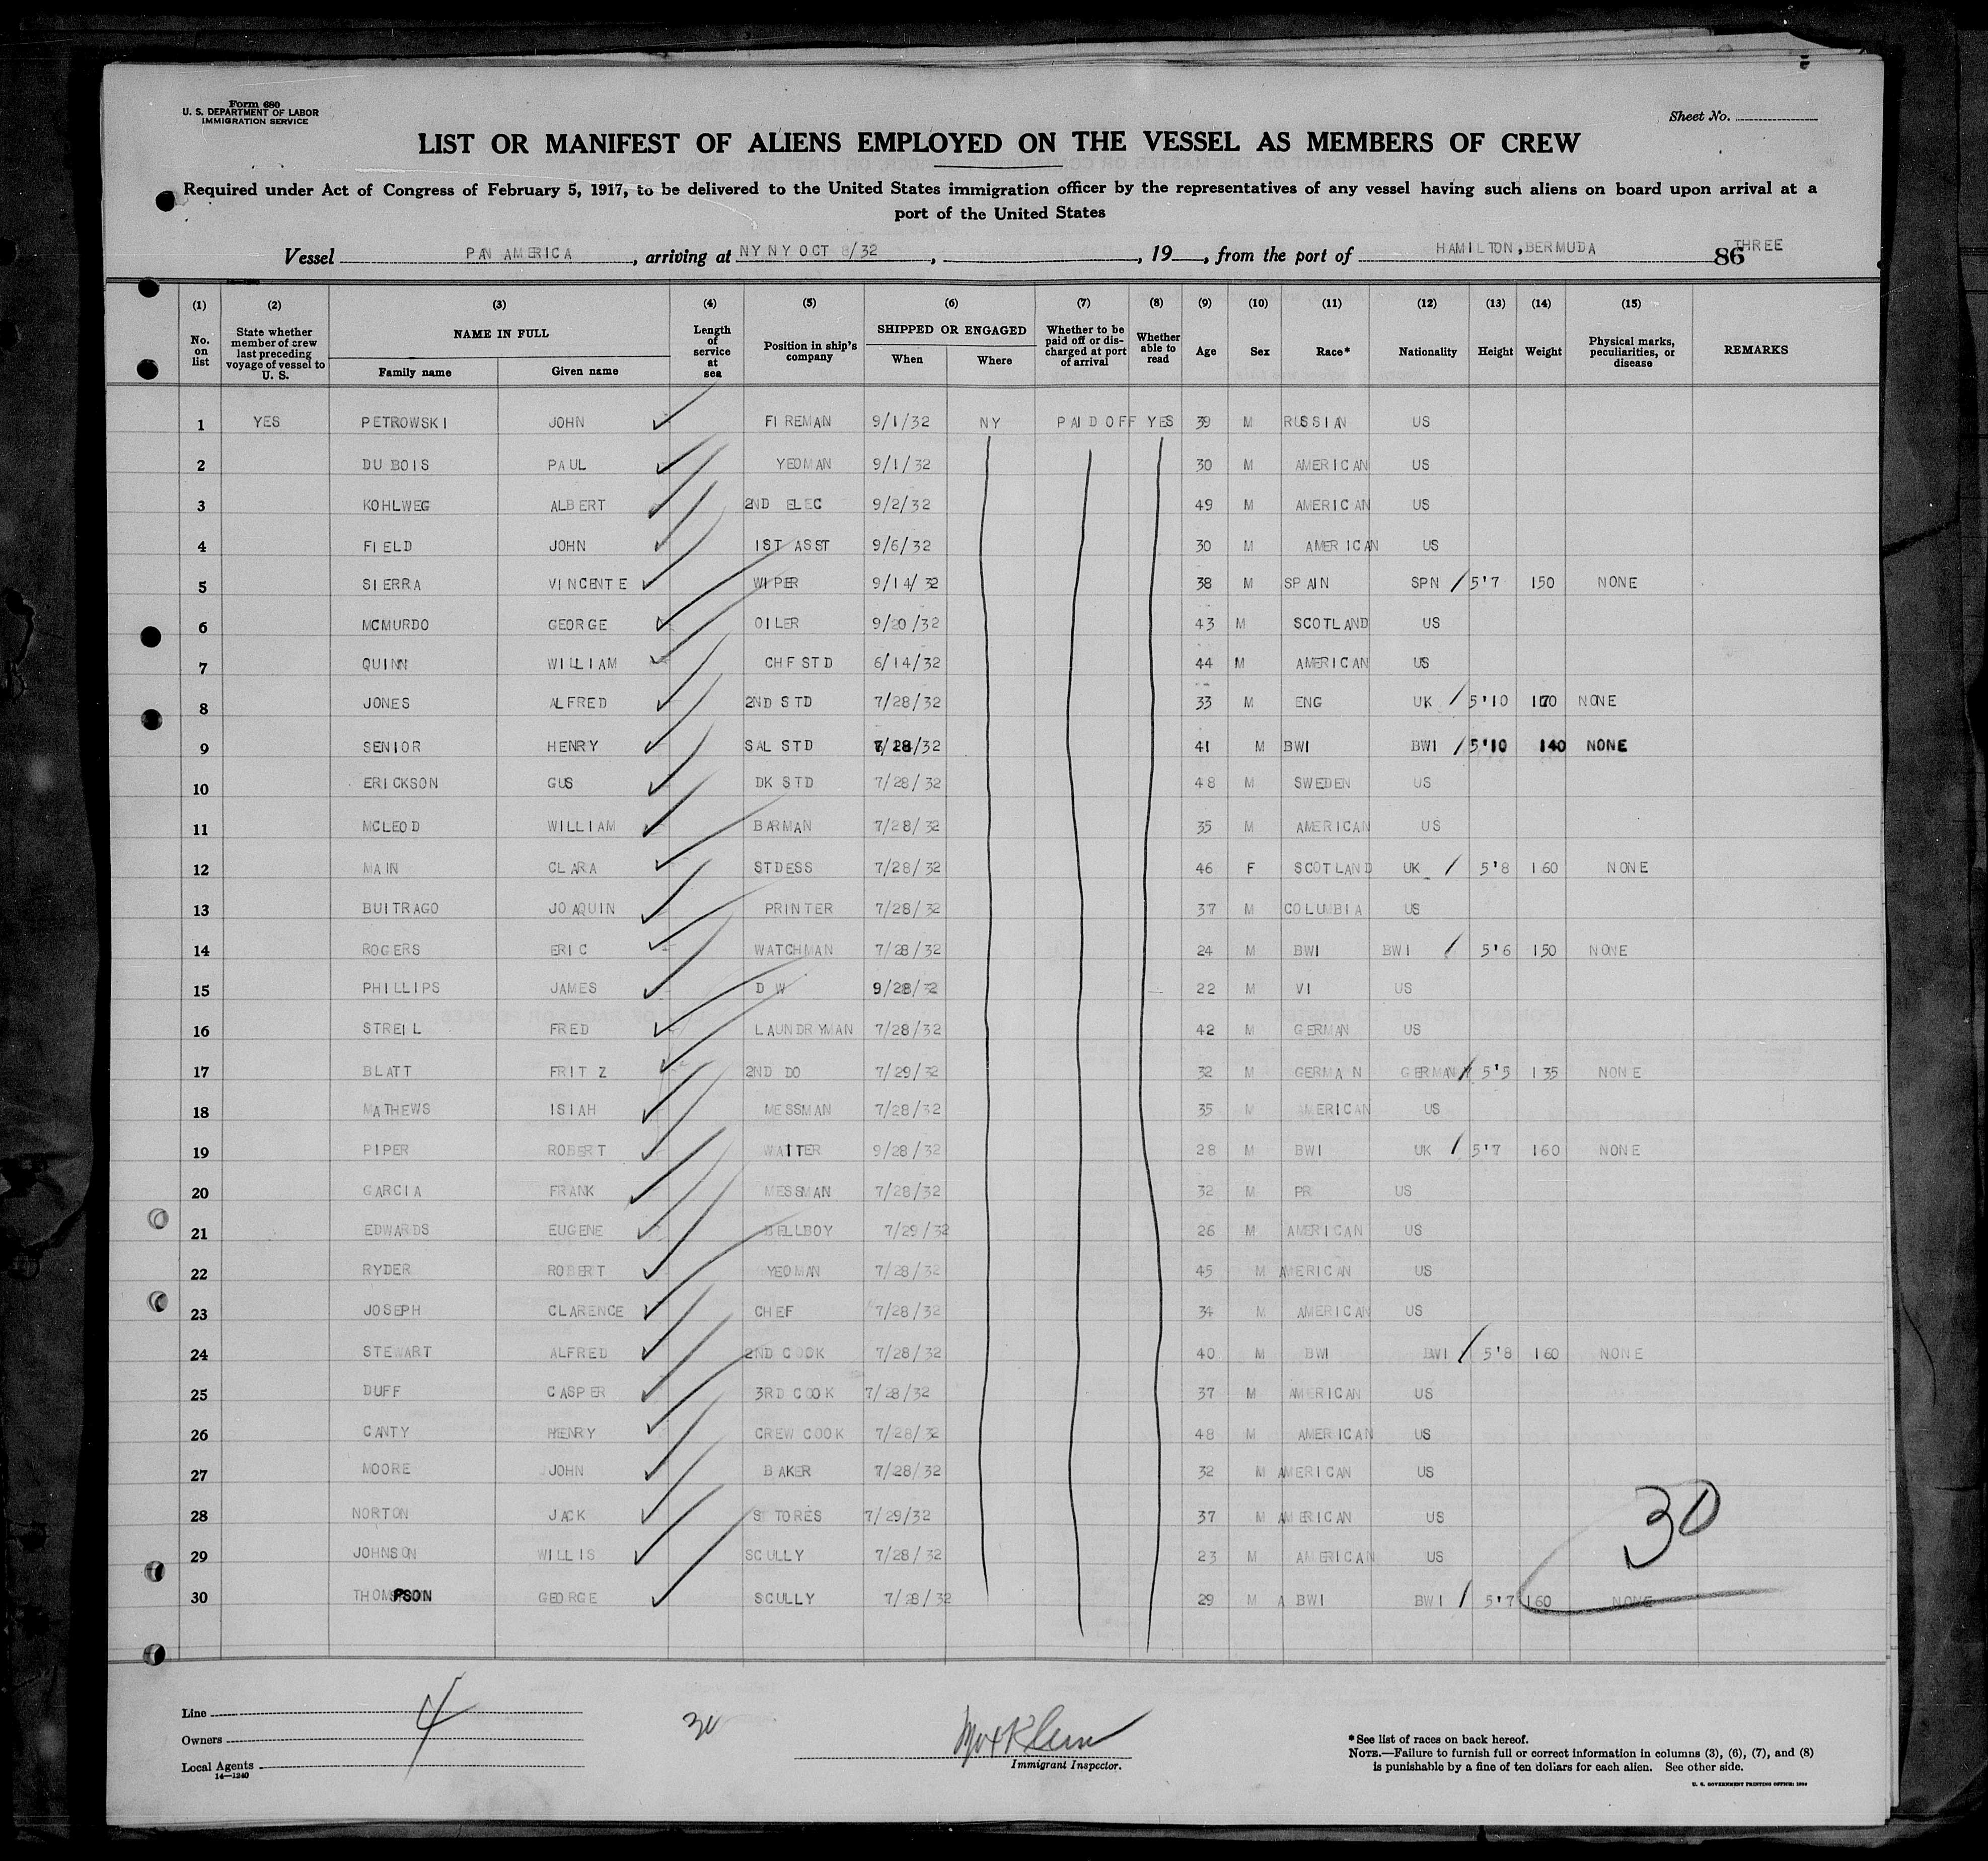 Form 680
U. S. DEPARTMENT OF LABOR
IMMIGRATION SERVICE
Sheet No.
LIST OR MANIFEST OF ALIENS EMPLOYED ON THE VESSEL AS MEMBERS OF CREW
Required under Act of Congress of February 5, 1917, to be delivered to the United States immigration officer by the representatives of any vessel having such aliens on board upon arrival at a
port of the United States
Vessel PAN AMERICA, arriving at NY NY OCT 8/32, , 19 , from the port of HAMILTON, BERMUDA 86 THREE
(1) (2) (3) (4) (5) (6) (7) (8) (9) (10) (11) (12) (13) (14) (15)
No. on list State whether member of crew last preceding voyage of vessel to U. S. NAME IN FULL Family name Given name Length of service at sea Position in ship's company SHIPPED OR ENGAGED When Where Whether to be paid off or discharged at port of arrival Whether able to read Age Sex Race* Nationality Height Weight Physical marks, peculiarities, or disease REMARKS
1 YES PETROWSKI JOHN FIREMAN 9/1/32 NY PAID OFF YES 39 M RUSSIAN US
2 DU BOIS PAUL YEOMAN 9/1/32 30 M AMERICAN US
3 KOHLWEG ALBERT 2ND ELEC 9/2/32 49 M AMERICAN US
4 FIELD JOHN 1ST ASST 9/6/32 30 M AMERICAN US
5 SIERRA VINCENTE WIPER 9/14/32 38 M SPAIN SPN / 5'7 150 NONE
6 MCMURDO GEORGE OILER 9/20/32 43 M SCOTLAND US
7 QUINN WILLIAM CHF STD 6/14/32 44 M AMERICAN US
8 JONES ALFRED 2ND STD 7/28/32 33 M ENG UK / 5'10 170 NONE
9 SENIOR HENRY SAL STD 7/28/32 41 M BWI BWI / 5'10 140 NONE
10 ERICKSON GUS DK STD 7/28/32 48 M SWEDEN US
11 MCLEOD WILLIAM BARMAN 7/28/32 35 M AMERICAN US
12 MAIN CLARA STDESS 7/28/32 46 F SCOTLAND UK / 5'8 160 NONE
13 BUITRAGO JOAQUIN PRINTER 7/28/32 37 M COLUMBIA US
14 ROGERS ERIC WATCHMAN 7/28/32 24 M BWI BWI / 5'6 150 NONE
15 PHILLIPS JAMES D W 9/28/32 22 M VI US
16 STREIL FRED LAUNDRYMAN 7/28/32 42 M GERMAN US
17 BLATT FRITZ 2ND DO 7/29/32 32 M GERMAN GERMAN / 5'5 135 NONE
18 MATHEWS ISIAH MESSMAN 7/28/32 35 M AMERICAN US
19 PIPER ROBERT WAITER 9/28/32 28 M BWI UK / 5'7 160 NONE
20 GARCIA FRANK MESSMAN 7/28/32 32 M PR US
21 EDWARDS EUGENE BELLBOY 7/29/32 26 M AMERICAN US
22 RYDER ROBERT YEOMAN 7/28/32 45 M AMERICAN US
23 JOSEPH CLARENCE CHEF 7/28/32 34 M AMERICAN US
24 STEWART ALFRED 2ND COOK 7/28/32 40 M BWI BWI / 5'8 160 NONE
25 DUFF CASPER 3RD COOK 7/28/32 37 M AMERICAN US
26 CANTY HENRY CREW COOK 7/28/32 48 M AMERICAN US
27 MOORE JOHN BAKER 7/28/32 32 M AMERICAN US
28 NORTON JACK STORES 7/29/32 37 M AMERICAN US
29 JOHNSON WILLIS SCULLY 7/28/32 23 M AMERICAN US
30 THOMPSON GEORGE SCULLY 7/28/32 29 M A BWI BWI / 5'7 160 NONE
30
Line
Owners 4 30
Local Agents
14—1240
Immigrant Inspector.
*See list of races on back hereof.
NOTE.—Failure to furnish full or correct information in columns (3), (6), (7), and (8)
is punishable by a fine of ten dollars for each alien. See other side.